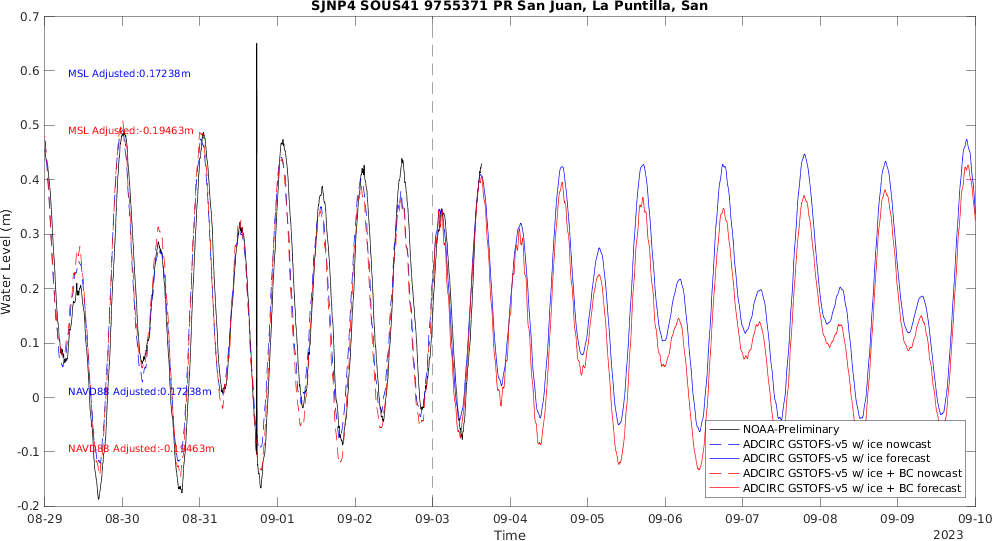 SJNP4 SOUS41 9755371 PR San Juan, La Puntilla, San
0.7
0.6
0.5
0.4
0.3
0.2
0.1
0
-0.1
-0.2
Water Level (m)
MSL Adjusted:0.17238m
MSL Adjusted:-0.19463m
NAVD88 Adjusted:0.17238m
NAVD88 Adjusted:-0.19463m
NOAA-Preliminary
ADCIRC GSTOFS-v5 w/ ice nowcast
ADCIRC GSTOFS-v5 w/ ice forecast
ADCIRC GSTOFS-v5 w/ ice + BC nowcast
ADCIRC GSTOFS-v5 w/ ice + BC forecast
08-29 08-30 08-31 09-01 09-02 09-03 09-04 09-05 09-06 09-07 09-08 09-09 09-10
Time
2023